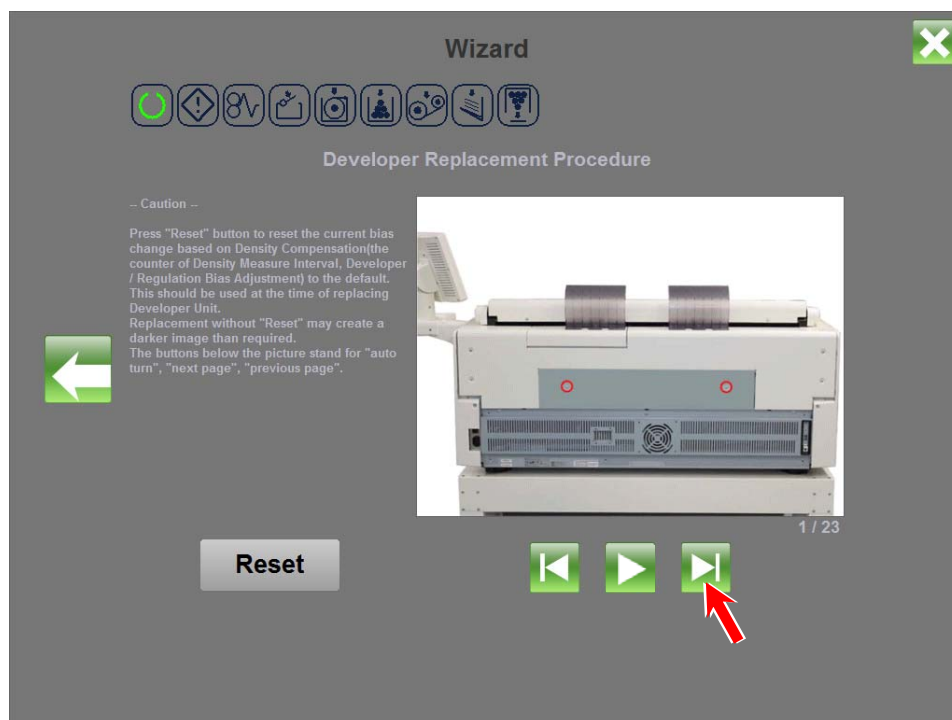 Wizard
Developer Replacement Procedure
-- Caution --
Press "Reset" button to reset the current bias
change based on Density Compensation(the
counter of Density Measure Interval, Developer
/ Regulation Bias Adjustment) to the default.
This should be used at the time of replacing
Developer Unit.
Replacement without "Reset" may create a
darker image than required.
The buttons below the picture stand for "auto
turn", "next page", "previous page".
1 / 23
Reset